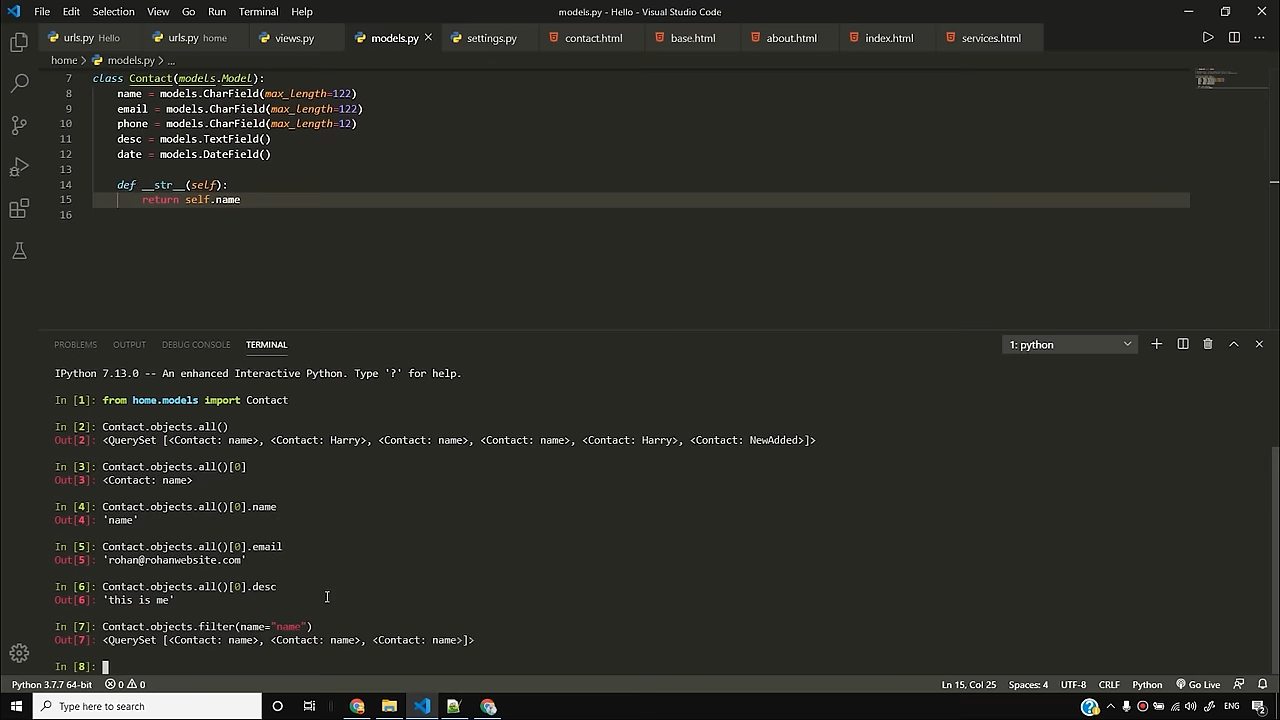 File Edit Selection View Go Run Terminal Help models.py - Hello - Visual Studio Code
urls.py Hello urls.py home views.py models.py settings.py contact.html base.html about.html index.html services.html
home > models.py > ...
7 class Contact(models.Model):
8 name = models.CharField(max_length=122)
9 email = models.CharField(max_length=122)
10 phone = models.CharField(max_length=12)
11 desc = models.TextField()
12 date = models.DateField()
13
14 def __str__(self):
15 return self.name
16
PROBLEMS OUTPUT DEBUG CONSOLE TERMINAL 1: python
IPython 7.13.0 -- An enhanced Interactive Python. Type '?' for help.
In [1]: from home.models import Contact
In [2]: Contact.objects.all()
Out[2]: <QuerySet [<Contact: name>, <Contact: Harry>, <Contact: name>, <Contact: name>, <Contact: Harry>, <Contact: NewAdded>]>
In [3]: Contact.objects.all()[0]
Out[3]: <Contact: name>
In [4]: Contact.objects.all()[0].name
Out[4]: 'name'
In [5]: Contact.objects.all()[0].email
Out[5]: 'rohan@rohanwebsite.com'
In [6]: Contact.objects.all()[0].desc
Out[6]: 'this is me'
In [7]: Contact.objects.filter(name="name")
Out[7]: <QuerySet [<Contact: name>, <Contact: name>, <Contact: name>]>
In [8]:
Python 3.7.7 64-bit 0 0 Ln 15, Col 25 Spaces: 4 UTF-8 CRLF Python Go Live
Type here to search ENG